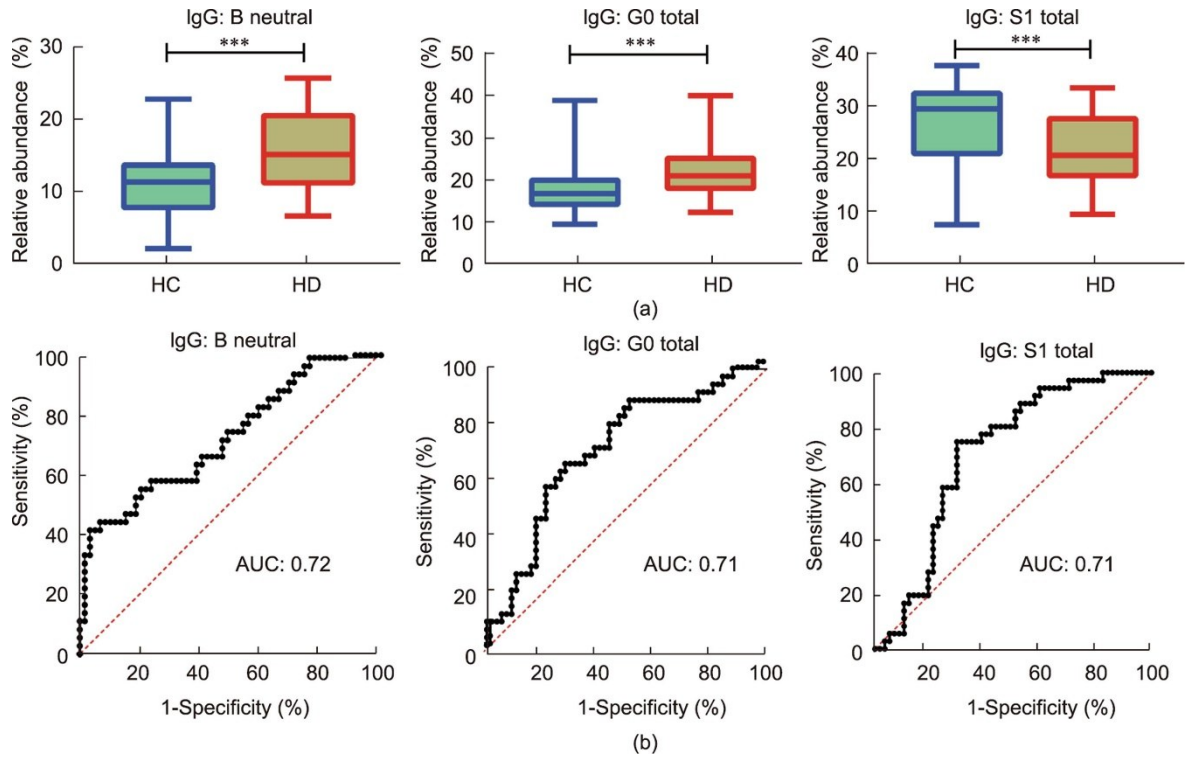 IgG: B neutral
Relative abundance (%)
30
20
10
0
***
HC
HD
IgG: G0 total
Relative abundance (%)
50
40
30
20
10
0
***
HC
HD
IgG: S1 total
Relative abundance (%)
40
30
20
10
0
***
HC
HD
(a)
IgG: B neutral
Sensitivity (%)
100
80
60
40
20
0
AUC: 0.72
20
40
60
80
100
1-Specificity (%)
IgG: G0 total
Sensitivity (%)
100
80
60
40
20
0
AUC: 0.71
20
40
60
80
100
1-Specificity (%)
IgG: S1 total
Sensitivity (%)
100
80
60
40
20
0
AUC: 0.71
20
40
60
80
100
1-Specificity (%)
(b)